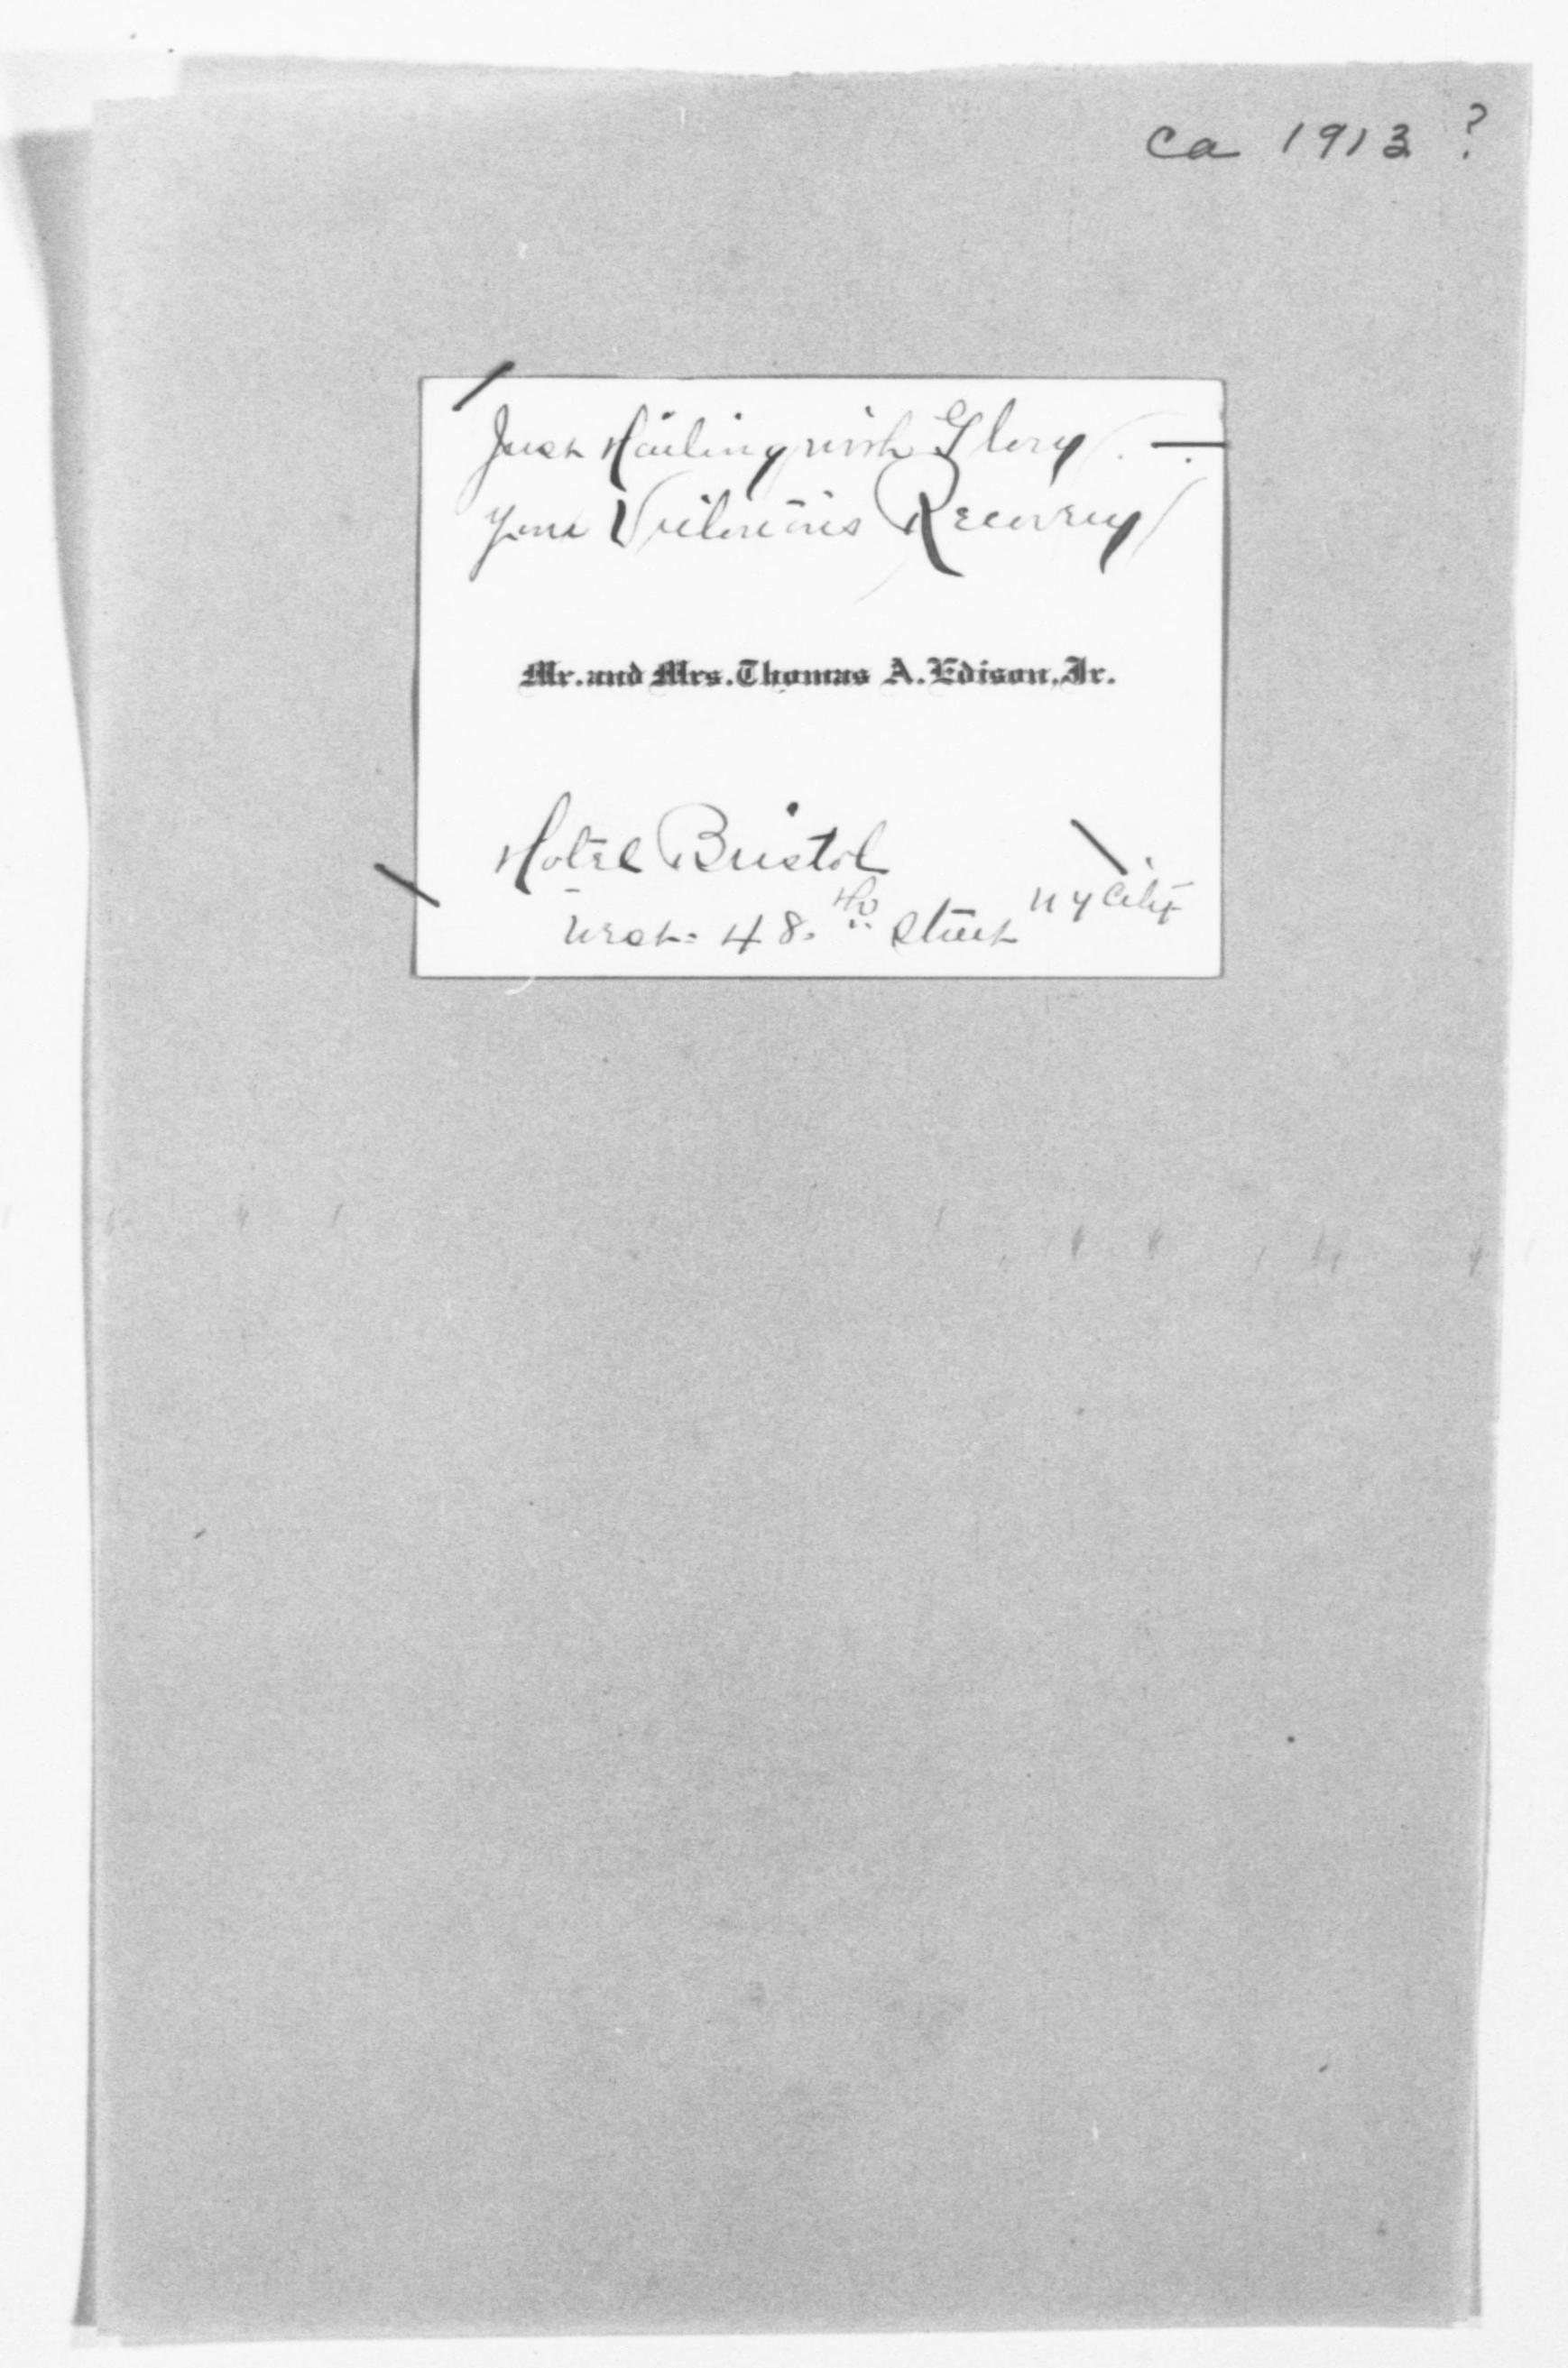 ca 1913 ?
Just Hailing with Glory. —
Your Victorious Recovery
Mr. and Mrs. Thomas A. Edison, Jr.
Hotel Bristol
West 48. Street N Y City